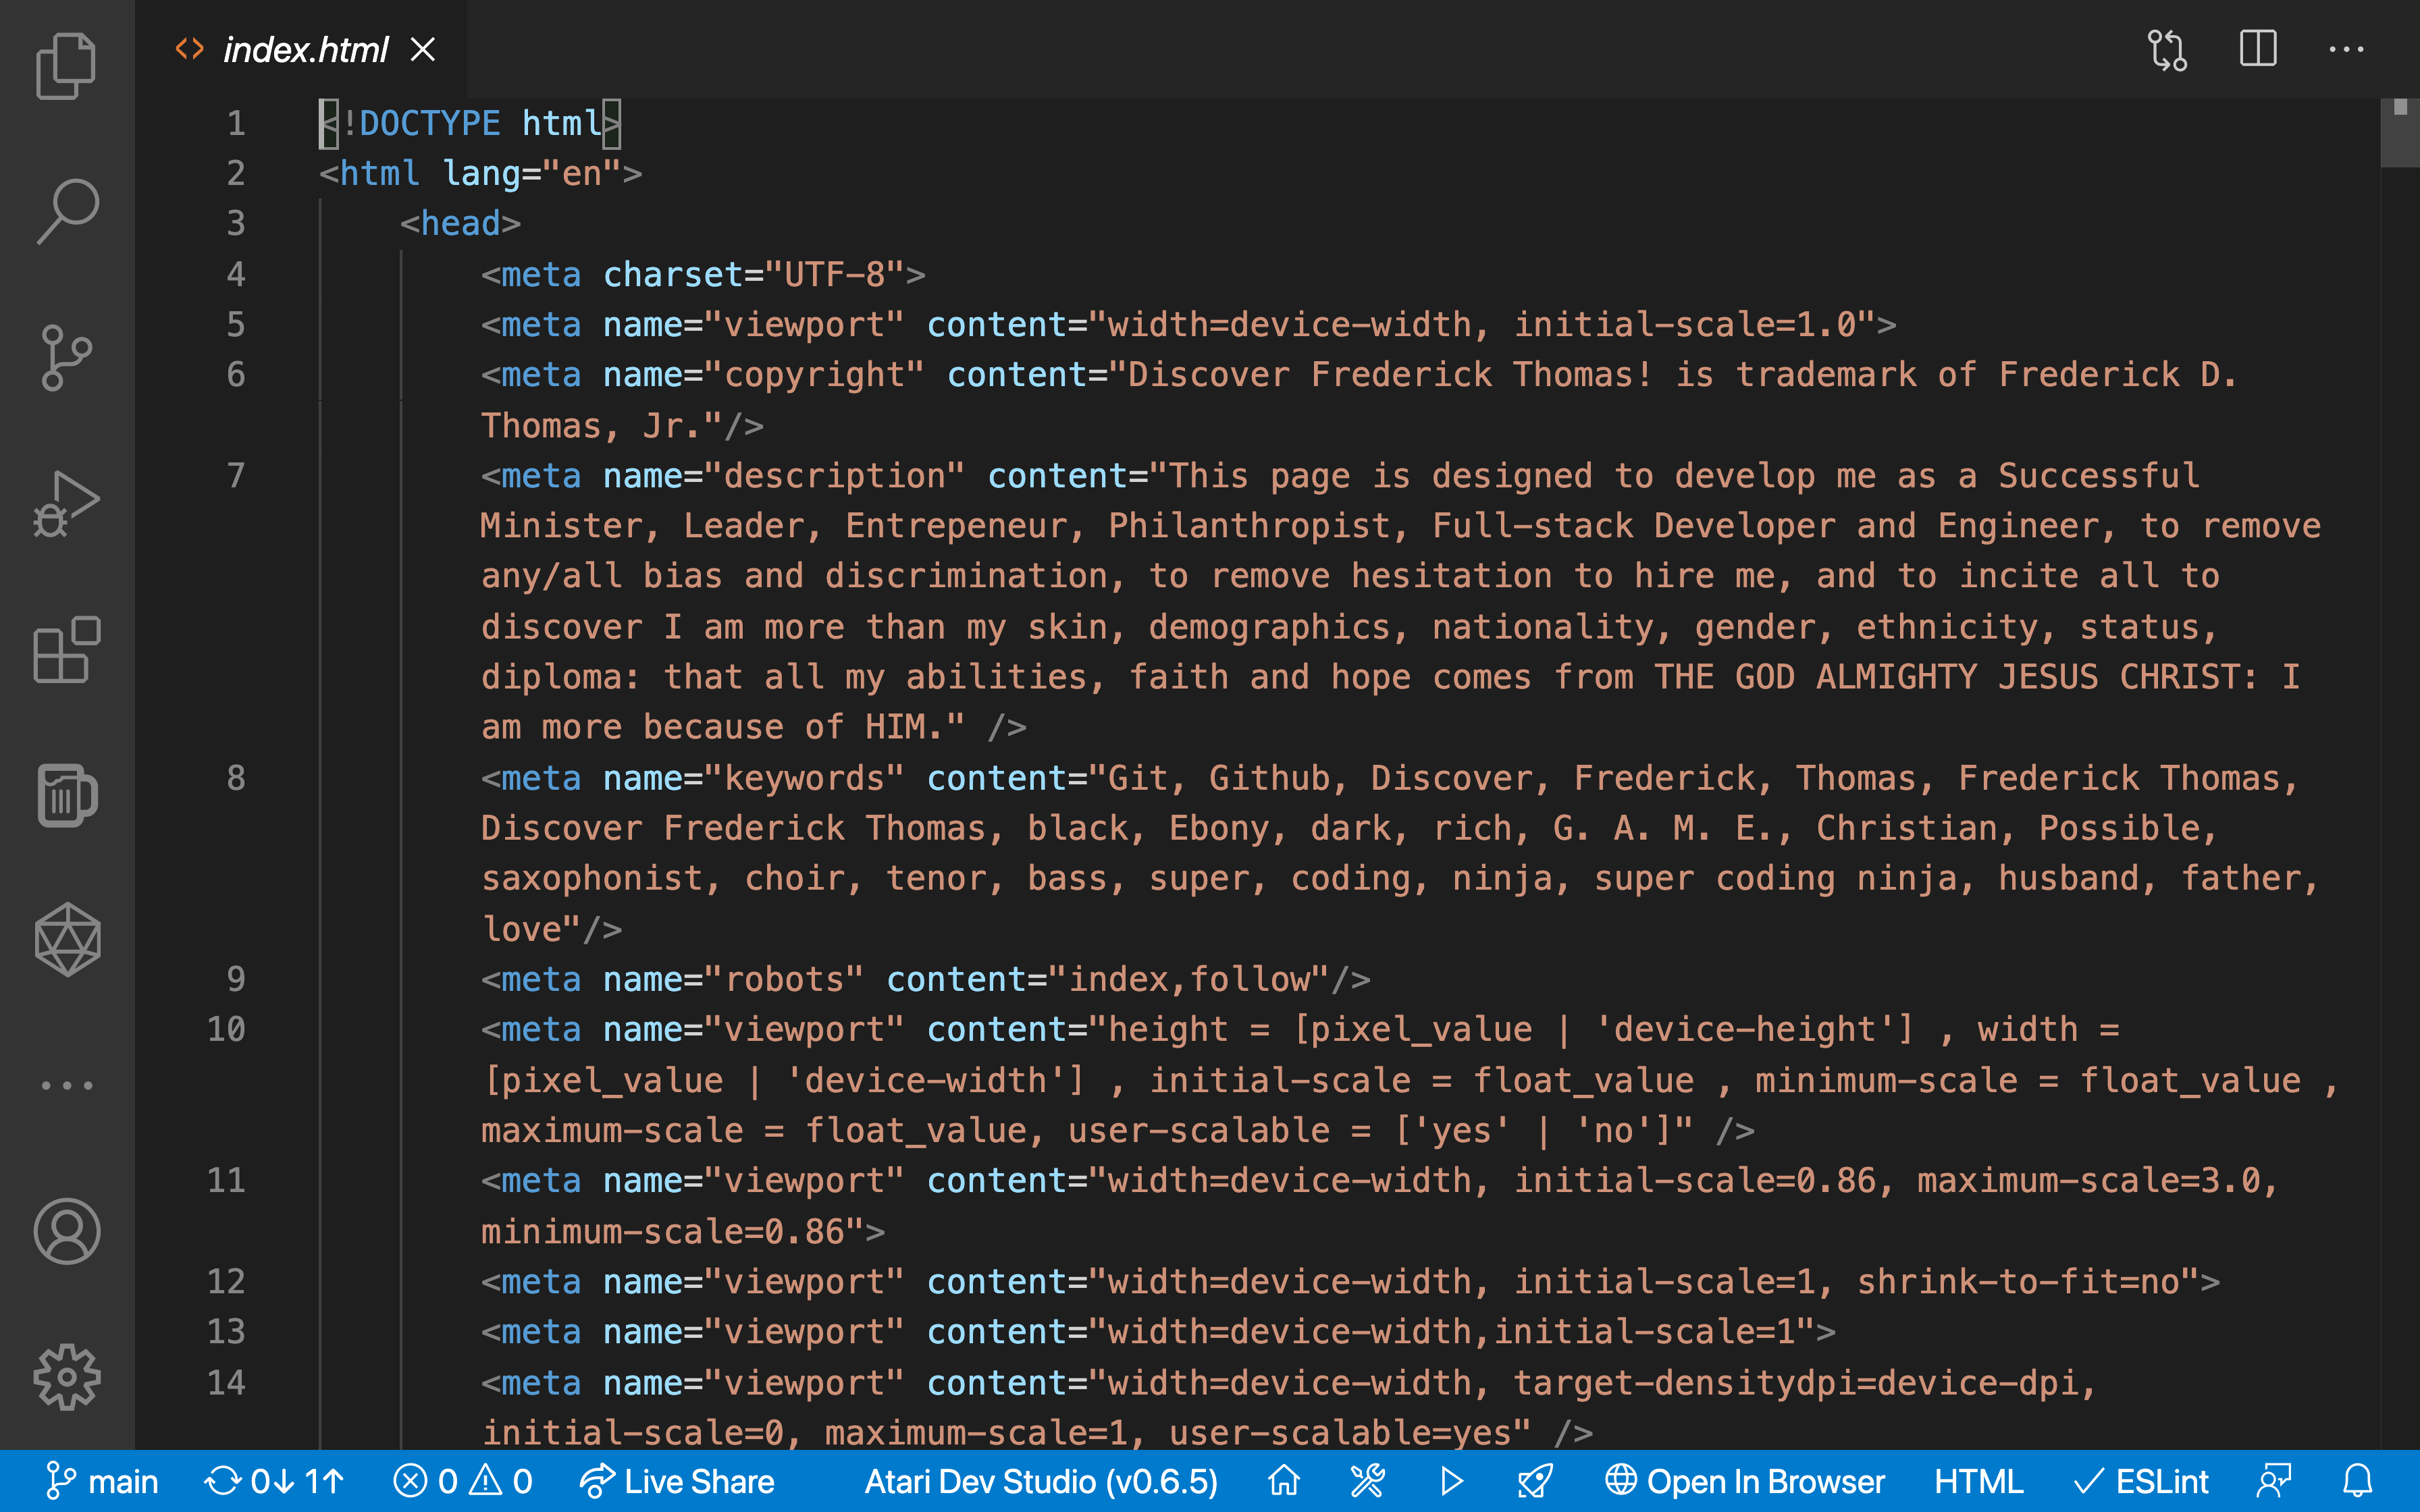 index.html
1 <!DOCTYPE html>
2 <html lang="en">
3 <head>
4 <meta charset="UTF-8">
5 <meta name="viewport" content="width=device-width, initial-scale=1.0">
6 <meta name="copyright" content="Discover Frederick Thomas! is trademark of Frederick D.
Thomas, Jr."/>
7 <meta name="description" content="This page is designed to develop me as a Successful
Minister, Leader, Entrepeneur, Philanthropist, Full-stack Developer and Engineer, to remove
any/all bias and discrimination, to remove hesitation to hire me, and to incite all to
discover I am more than my skin, demographics, nationality, gender, ethnicity, status,
diploma: that all my abilities, faith and hope comes from THE GOD ALMIGHTY JESUS CHRIST: I
am more because of HIM." />
8 <meta name="keywords" content="Git, Github, Discover, Frederick, Thomas, Frederick Thomas,
Discover Frederick Thomas, black, Ebony, dark, rich, G. A. M. E., Christian, Possible,
saxophonist, choir, tenor, bass, super, coding, ninja, super coding ninja, husband, father,
love"/>
9 <meta name="robots" content="index,follow"/>
10 <meta name="viewport" content="height = [pixel_value | 'device-height'] , width =
[pixel_value | 'device-width'] , initial-scale = float_value , minimum-scale = float_value ,
maximum-scale = float_value, user-scalable = ['yes' | 'no']" />
11 <meta name="viewport" content="width=device-width, initial-scale=0.86, maximum-scale=3.0,
minimum-scale=0.86">
12 <meta name="viewport" content="width=device-width, initial-scale=1, shrink-to-fit=no">
13 <meta name="viewport" content="width=device-width,initial-scale=1">
14 <meta name="viewport" content="width=device-width, target-densitydpi=device-dpi,
initial-scale=0, maximum-scale=1, user-scalable=yes" />
main 0↓ 1↑ 0 0 Live Share Atari Dev Studio (v0.6.5) Open In Browser HTML ESLint